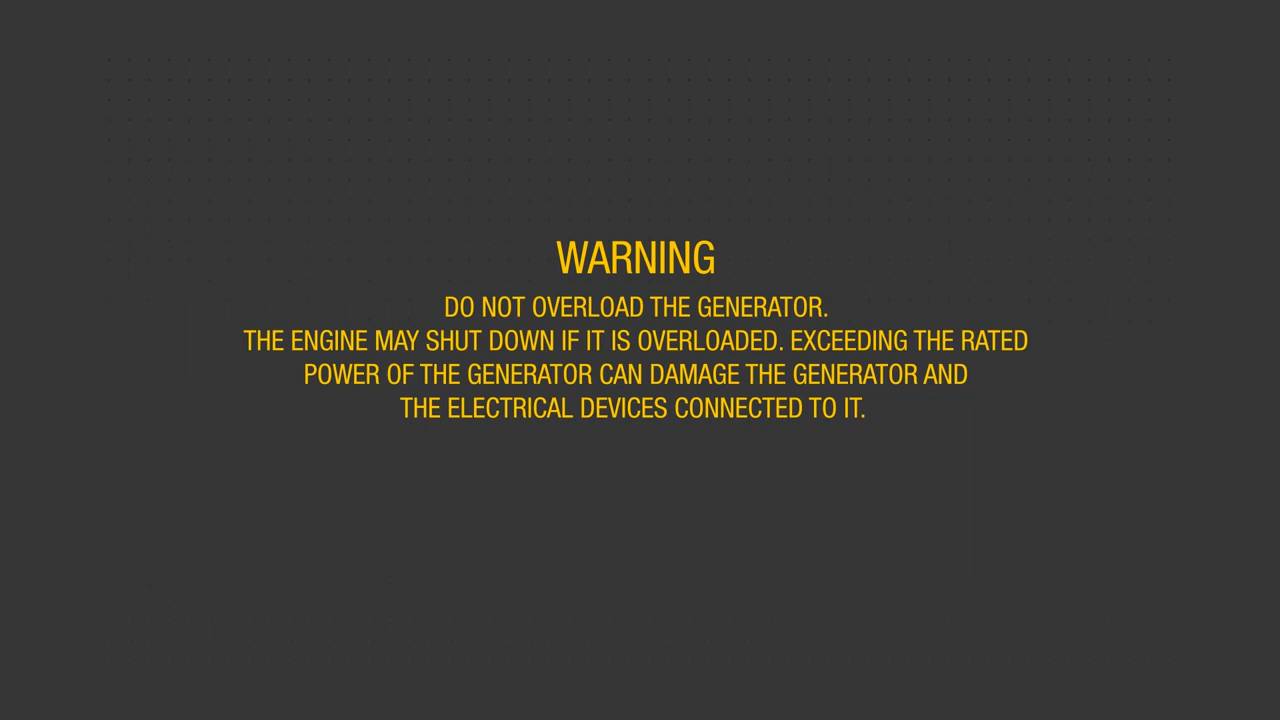 WARNING
DO NOT OVERLOAD THE GENERATOR.
THE ENGINE MAY SHUT DOWN IF IT IS OVERLOADED. EXCEEDING THE RATED
POWER OF THE GENERATOR CAN DAMAGE THE GENERATOR AND
THE ELECTRICAL DEVICES CONNECTED TO IT.